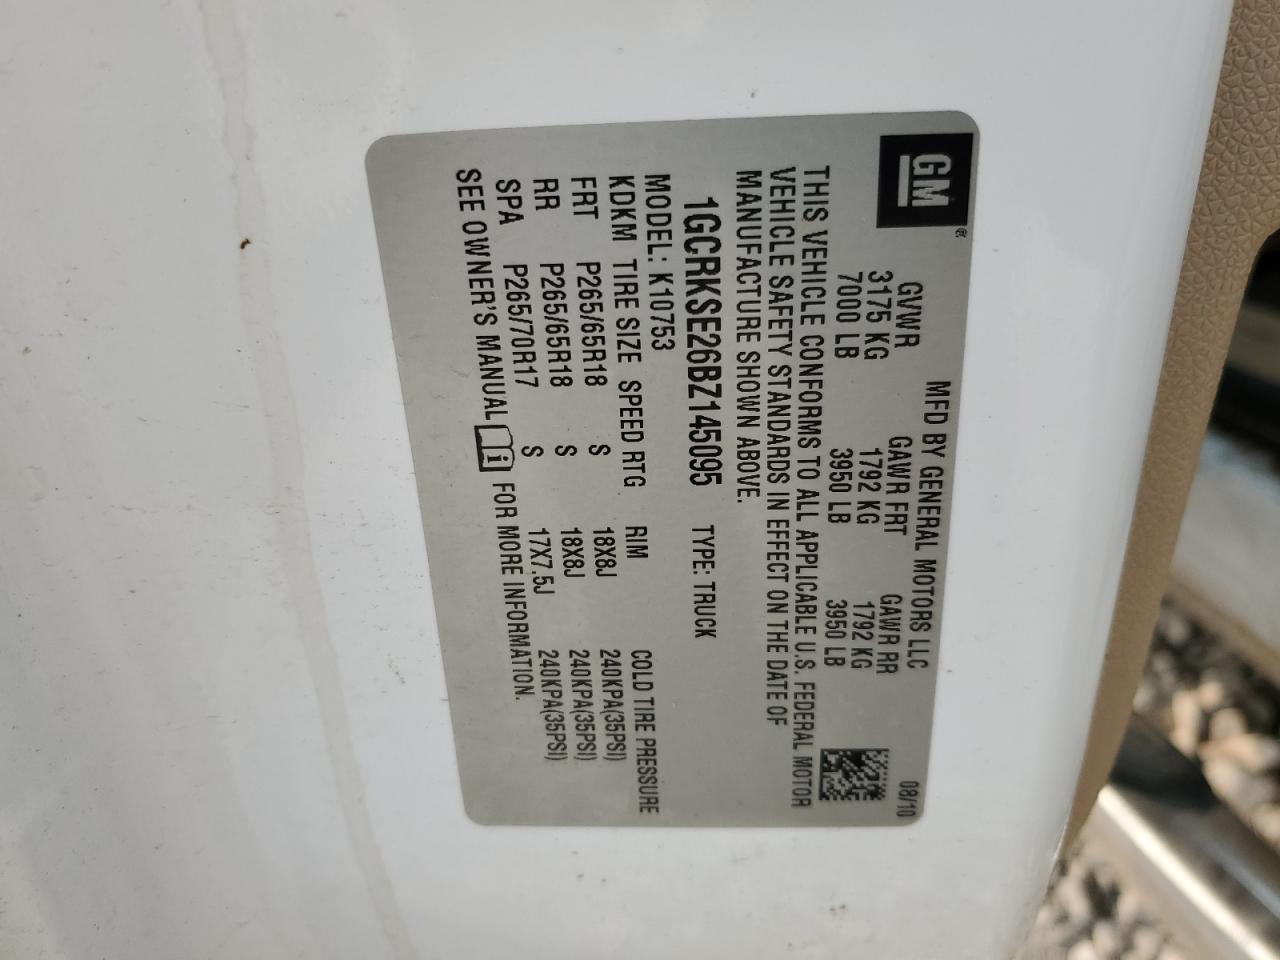 GM®
MFD BY GENERAL MOTORS LLC 08/10
GVWR GAWR FRT GAWR RR
3175 KG 1792 KG 1792 KG
7000 LB 3950 LB 3950 LB
THIS VEHICLE CONFORMS TO ALL APPLICABLE U.S. FEDERAL MOTOR
VEHICLE SAFETY STANDARDS IN EFFECT ON THE DATE OF
MANUFACTURE SHOWN ABOVE.
1GCRKSE26BZ145095 TYPE: TRUCK
MODEL: K10753
KDKM TIRE SIZE SPEED RTG RIM COLD TIRE PRESSURE
FRT P265/65R18 S 18X8J 240KPA(35PSI)
RR P265/65R18 S 18X8J 240KPA(35PSI)
SPA P265/70R17 S 17X7.5J 240KPA(35PSI)
SEE OWNER'S MANUAL i FOR MORE INFORMATION.